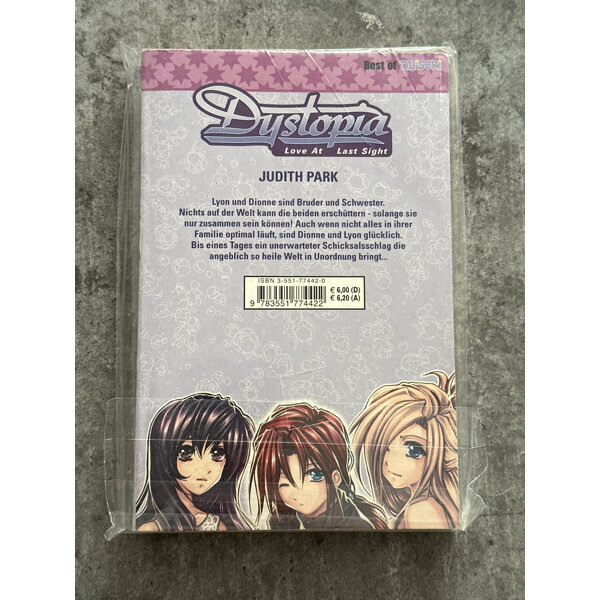 Best of DAISUKI
Dystopia
Love At Last Sight
JUDITH PARK
Lyon und Dionne sind Bruder und Schwester.
Nichts auf der Welt kann die beiden erschüttern - solange sie
nur zusammen sein können! Auch wenn nicht alles in ihrer
Familie optimal läuft, sind Dionne und Lyon glücklich.
Bis eines Tages ein unerwarteter Schicksalsschlag die
angeblich so heile Welt in Unordnung bringt...
ISBN 3-551-77442-0
€ 6,00 (D)
€ 6,20 (A)
9 783551 774422